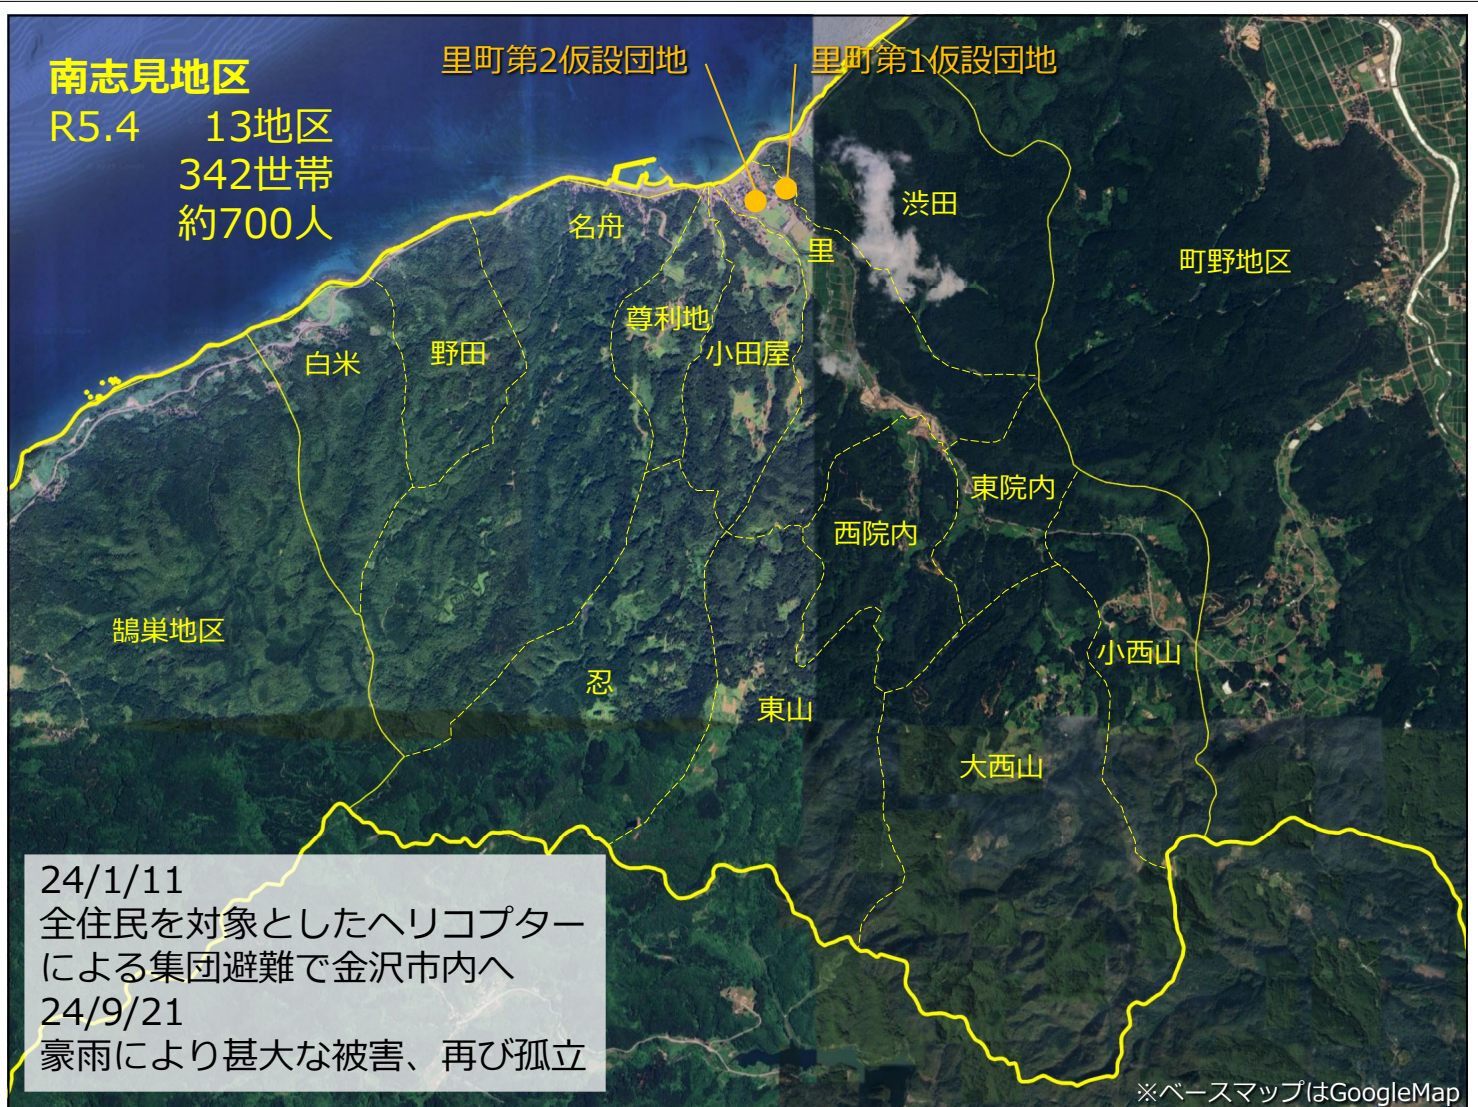 南志見地区
R5.4 13地区
342世帯
約700人
里町第2仮設団地
里町第1仮設団地
渋田
名舟
里
町野地区
尊利地
小田屋
白米
野田
東院内
西院内
鵠巣地区
小西山
忍
東山
大西山
24/1/11
全住民を対象としたヘリコプター
による集団避難で金沢市内へ
24/9/21
豪雨により甚大な被害、再び孤立
※ベースマップはGoogleMap